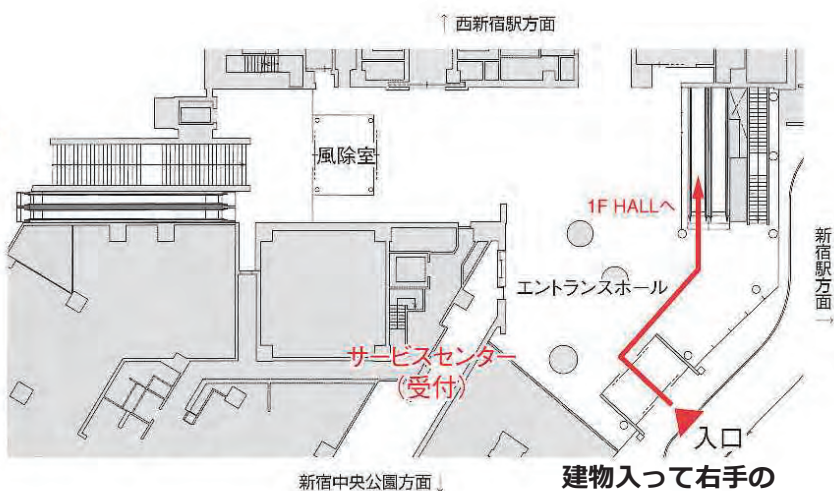 ↑ 西新宿駅方面
風除室
1F HALLへ
新宿駅方面→
エントランスホール
サービスセンター
(受付)
入口
新宿中央公園方面↓
建物入って右手の